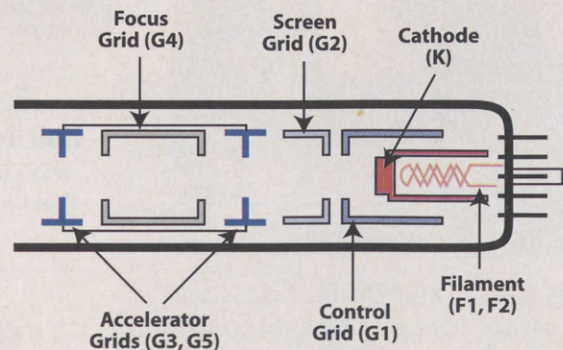 Focus
Grid (G4)
Screen
Grid (G2)
Cathode
(K)
Accelerator
Grids (G3, G5)
Control
Grid (G1)
Filament
(F1, F2)